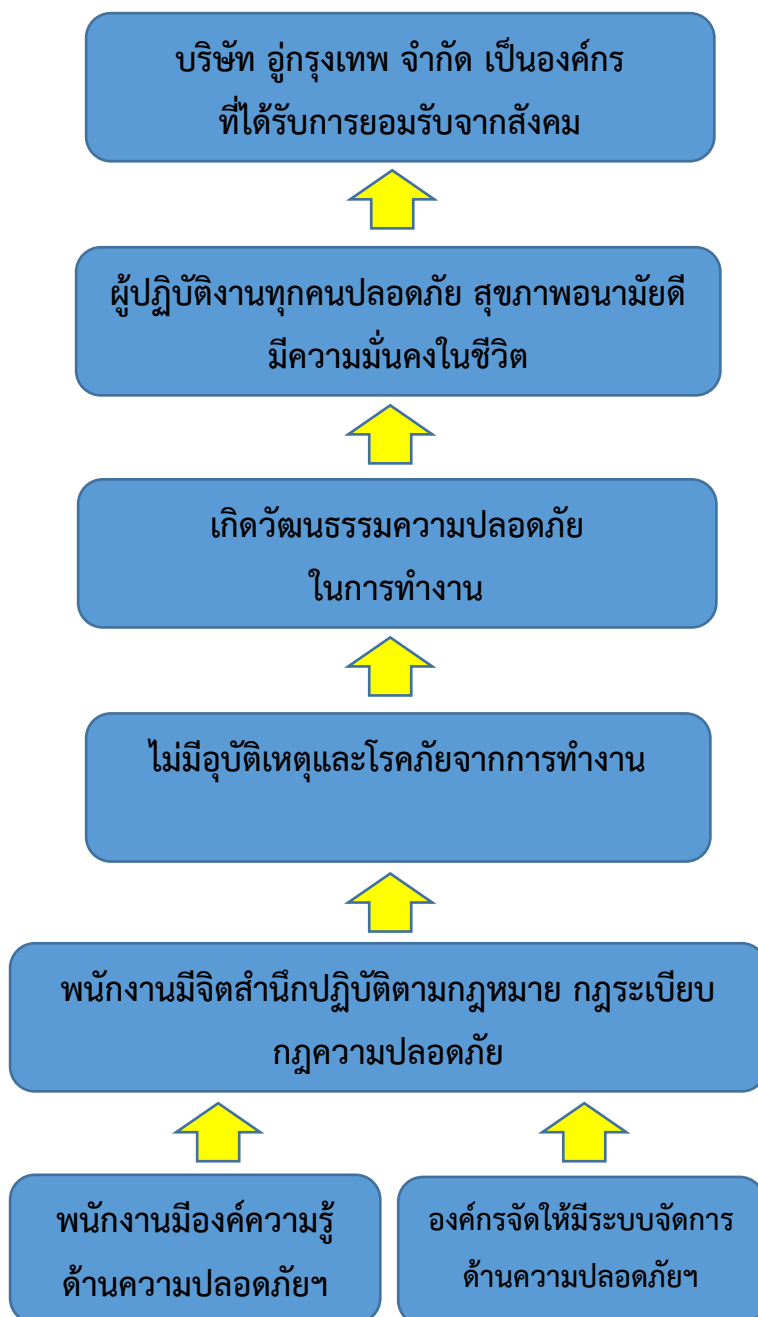 บริษัท อู่กรุงเทพ จำกัด เป็นองค์กร
ที่ได้รับการยอมรับจากสังคม
ผู้ปฏิบัติงานทุกคนปลอดภัย สุขภาพอนามัยดี
มีความมั่นคงในชีวิต
เกิดวัฒนธรรมความปลอดภัย
ในการทำงาน
ไม่มีอุบัติเหตุและโรคภัยจากการทำงาน
พนักงานมีจิตสำนึกปฏิบัติตามกฎหมาย กฎระเบียบ
กฎความปลอดภัย
พนักงานมีองค์ความรู้
ด้านความปลอดภัยฯ
องค์กรจัดให้มีระบบจัดการ
ด้านความปลอดภัยฯ